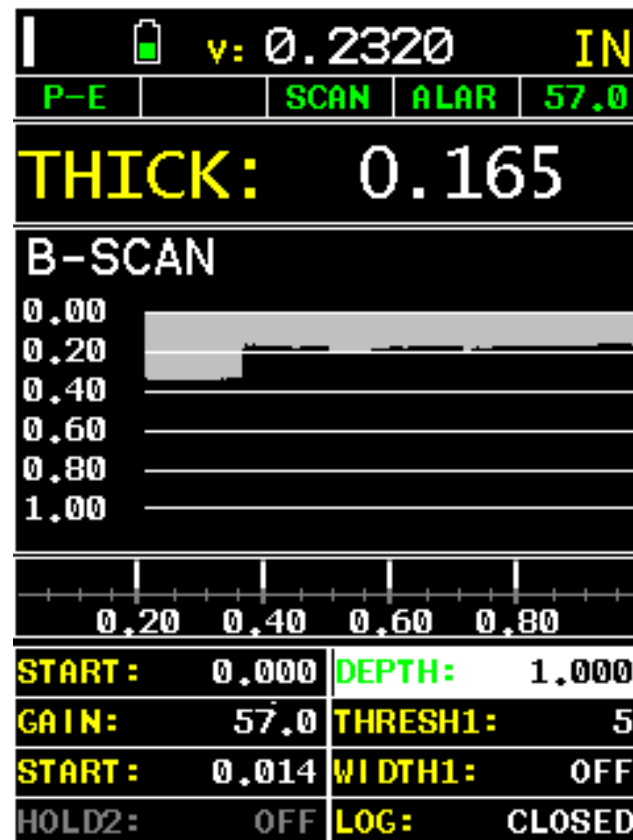 v: 0.2320 IN
P-E SCAN ALAR 57.0
THICK: 0.165
B-SCAN
0.00
0.20
0.40
0.60
0.80
1.00
0.20 0.40 0.60 0.80
START: 0.000 DEPTH: 1.000
GAIN: 57.0 THRESH1: 5
START: 0.014 WIDTH1: OFF
HOLD2: OFF LOG: CLOSED